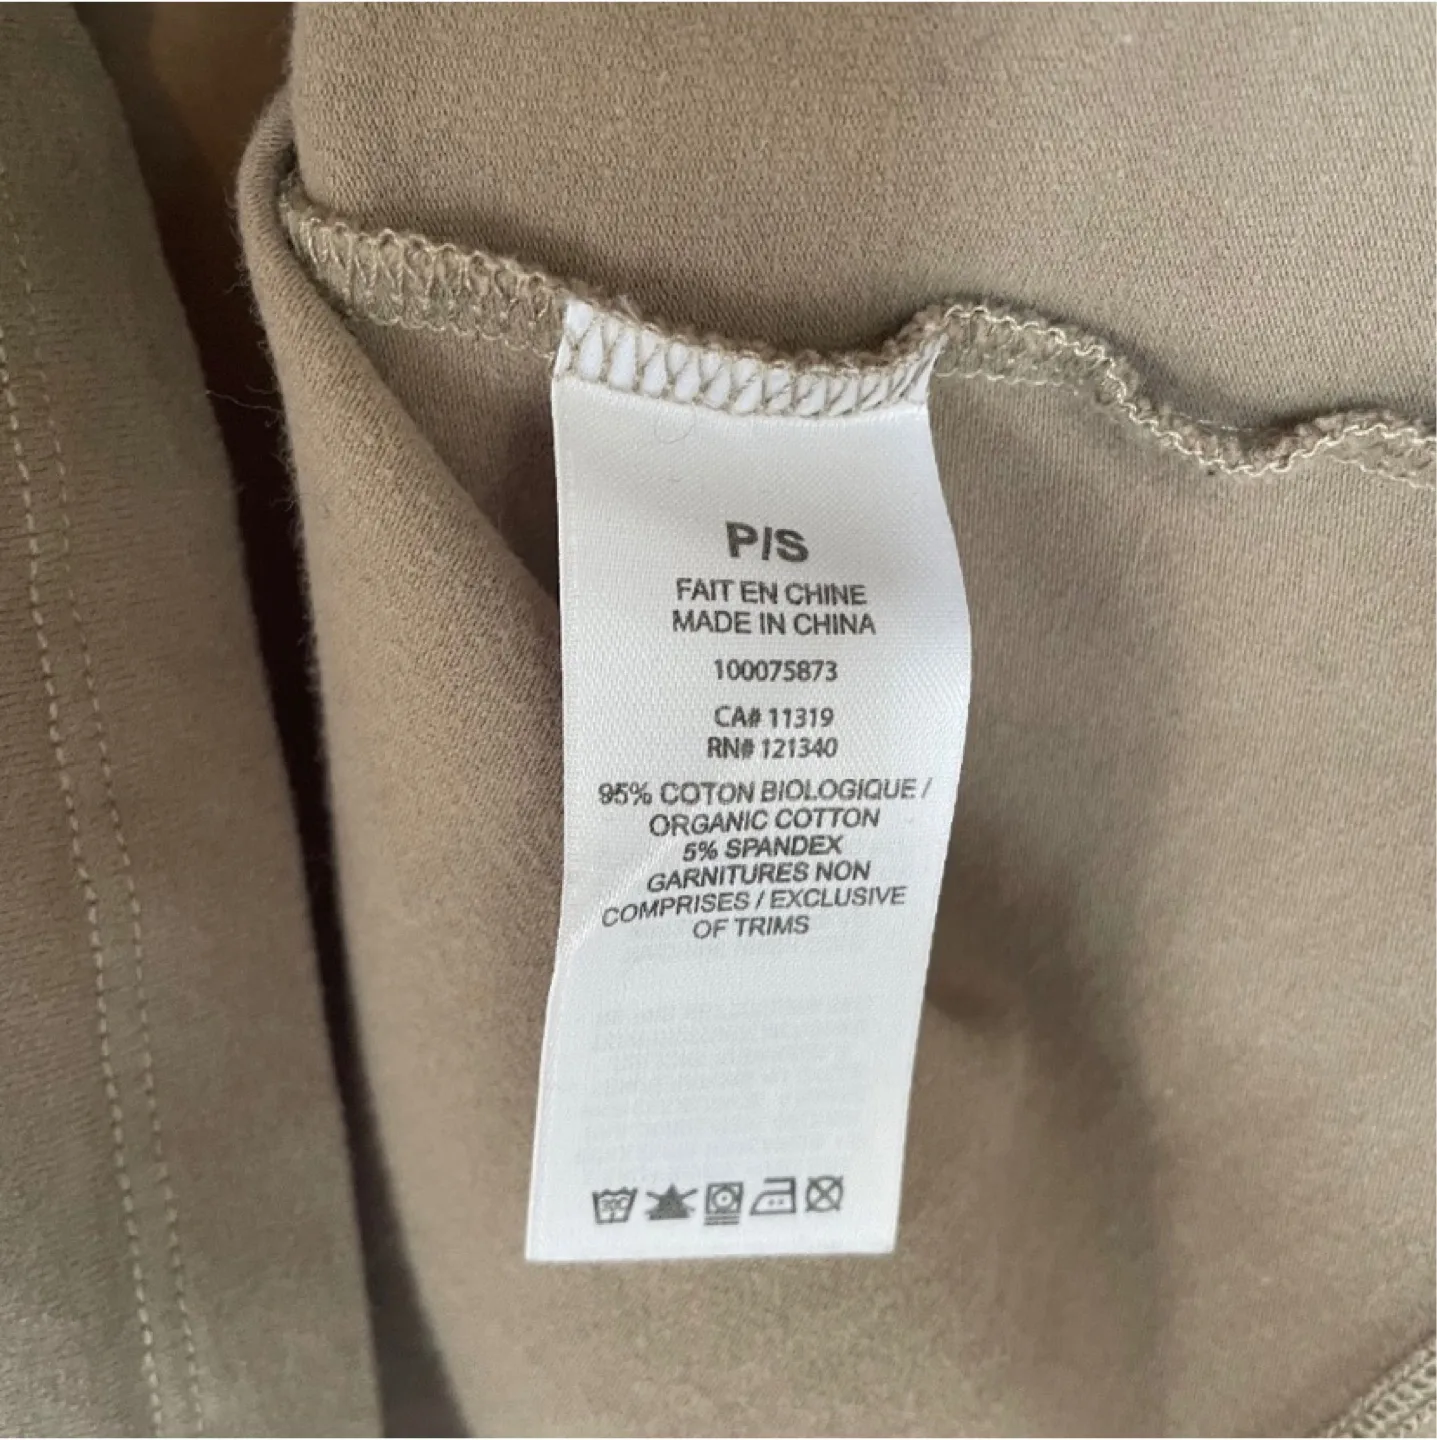 P/S
FAIT EN CHINE
MADE IN CHINA
100075873
CA# 11319
RN# 121340
95% COTON BIOLOGIQUE /
ORGANIC COTTON
5% SPANDEX
GARNITURES NON
COMPRISES / EXCLUSIVE
OF TRIMS
30C